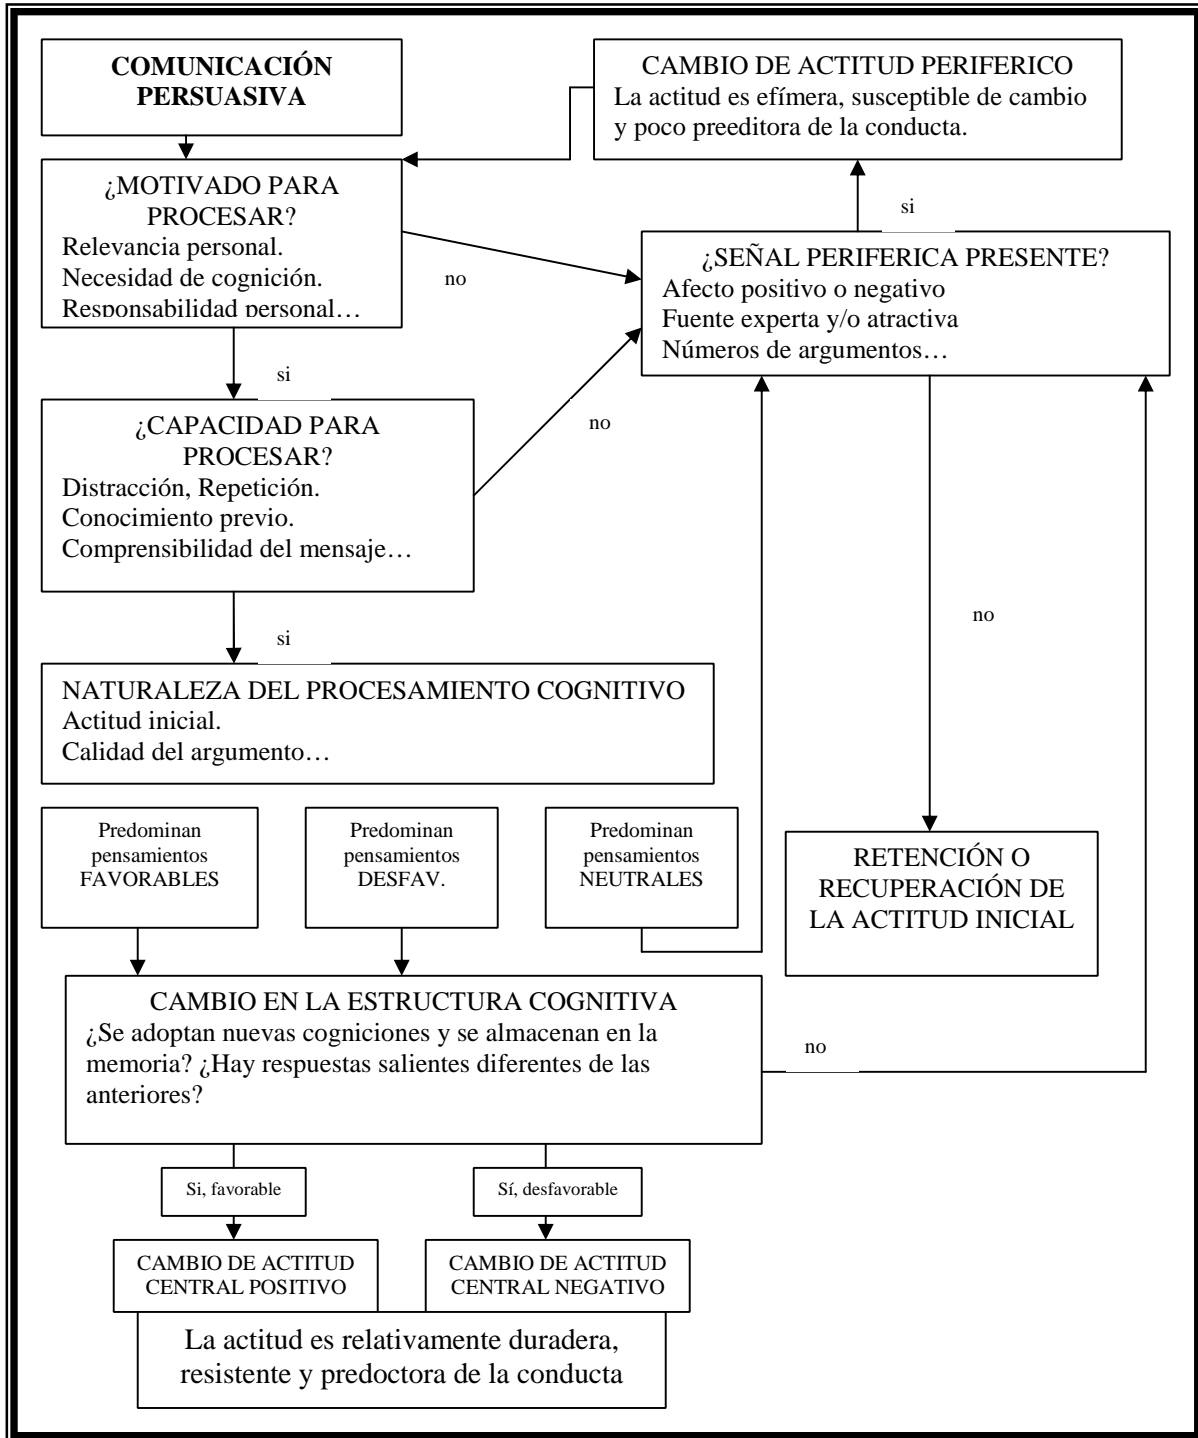 COMUNICACIÓN
PERSUASIVA
CAMBIO DE ACTITUD PERIFERICO
La actitud es efímera, susceptible de cambio
y poco preeditora de la conducta.
¿MOTIVADO PARA
PROCESAR?
Relevancia personal.
Necesidad de cognición.
Responsabilidad personal…
si
no
¿SEÑAL PERIFERICA PRESENTE?
Afecto positivo o negativo
Fuente experta y/o atractiva
Números de argumentos…
si
no
¿CAPACIDAD PARA
PROCESAR?
Distracción, Repetición.
Conocimiento previo.
Comprensibilidad del mensaje…
si
no
NATURALEZA DEL PROCESAMIENTO COGNITIVO
Actitud inicial.
Calidad del argumento…
Predominan
pensamientos
FAVORABLES
Predominan
pensamientos
DESFAV.
Predominan
pensamientos
NEUTRALES
RETENCIÓN O
RECUPERACIÓN DE
LA ACTITUD INICIAL
CAMBIO EN LA ESTRUCTURA COGNITIVA
¿Se adoptan nuevas cogniciones y se almacenan en la
memoria? ¿Hay respuestas salientes diferentes de las
anteriores?
no
Si, favorable
Sí, desfavorable
CAMBIO DE ACTITUD
CENTRAL POSITIVO
CAMBIO DE ACTITUD
CENTRAL NEGATIVO
La actitud es relativamente duradera,
resistente y predoctora de la conducta